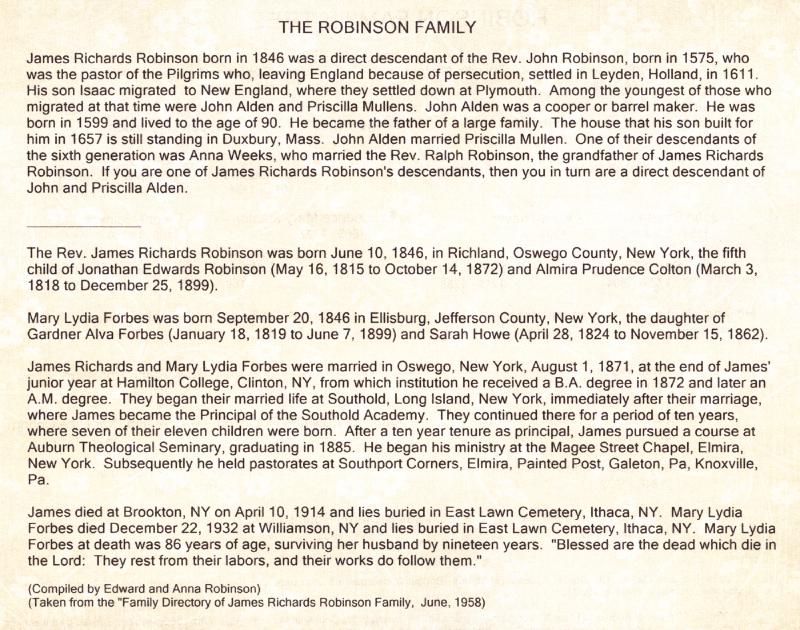 THE ROBINSON FAMILY
James Richards Robinson born in 1846 was a direct descendant of the Rev. John Robinson, born in 1575, who
was the pastor of the Pilgrims who, leaving England because of persecution, settled in Leyden, Holland, in 1611.
His son Isaac migrated to New England, where they settled down at Plymouth. Among the youngest of those who
migrated at that time were John Alden and Priscilla Mullens. John Alden was a cooper or barrel maker. He was
born in 1599 and lived to the age of 90. He became the father of a large family. The house that his son built for
him in 1657 is still standing in Duxbury, Mass. John Alden married Priscilla Mullen. One of their descendants of
the sixth generation was Anna Weeks, who married the Rev. Ralph Robinson, the grandfather of James Richards
Robinson. If you are one of James Richards Robinson's descendants, then you in turn are a direct descendant of
John and Priscilla Alden.
The Rev. James Richards Robinson was born June 10, 1846, in Richland, Oswego County, New York, the fifth
child of Jonathan Edwards Robinson (May 16, 1815 to October 14, 1872) and Almira Prudence Colton (March 3,
1818 to December 25, 1899).
Mary Lydia Forbes was born September 20, 1846 in Ellisburg, Jefferson County, New York, the daughter of
Gardner Alva Forbes (January 18, 1819 to June 7, 1899) and Sarah Howe (April 28, 1824 to November 15, 1862).
James Richards and Mary Lydia Forbes were married in Oswego, New York, August 1, 1871, at the end of James'
junior year at Hamilton College, Clinton, NY, from which institution he received a B.A. degree in 1872 and later an
A.M. degree. They began their married life at Southold, Long Island, New York, immediately after their marriage,
where James became the Principal of the Southold Academy. They continued there for a period of ten years,
where seven of their eleven children were born. After a ten year tenure as principal, James pursued a course at
Auburn Theological Seminary, graduating in 1885. He began his ministry at the Magee Street Chapel, Elmira,
New York. Subsequently he held pastorates at Southport Corners, Elmira, Painted Post, Galeton, Pa, Knoxville,
Pa.
James died at Brookton, NY on April 10, 1914 and lies buried in East Lawn Cemetery, Ithaca, NY. Mary Lydia
Forbes died December 22, 1932 at Williamson, NY and lies buried in East Lawn Cemetery, Ithaca, NY. Mary Lydia
Forbes at death was 86 years of age, surviving her husband by nineteen years. "Blessed are the dead which die in
the Lord: They rest from their labors, and their works do follow them."
(Compiled by Edward and Anna Robinson)
(Taken from the "Family Directory of James Richards Robinson Family, June, 1958)